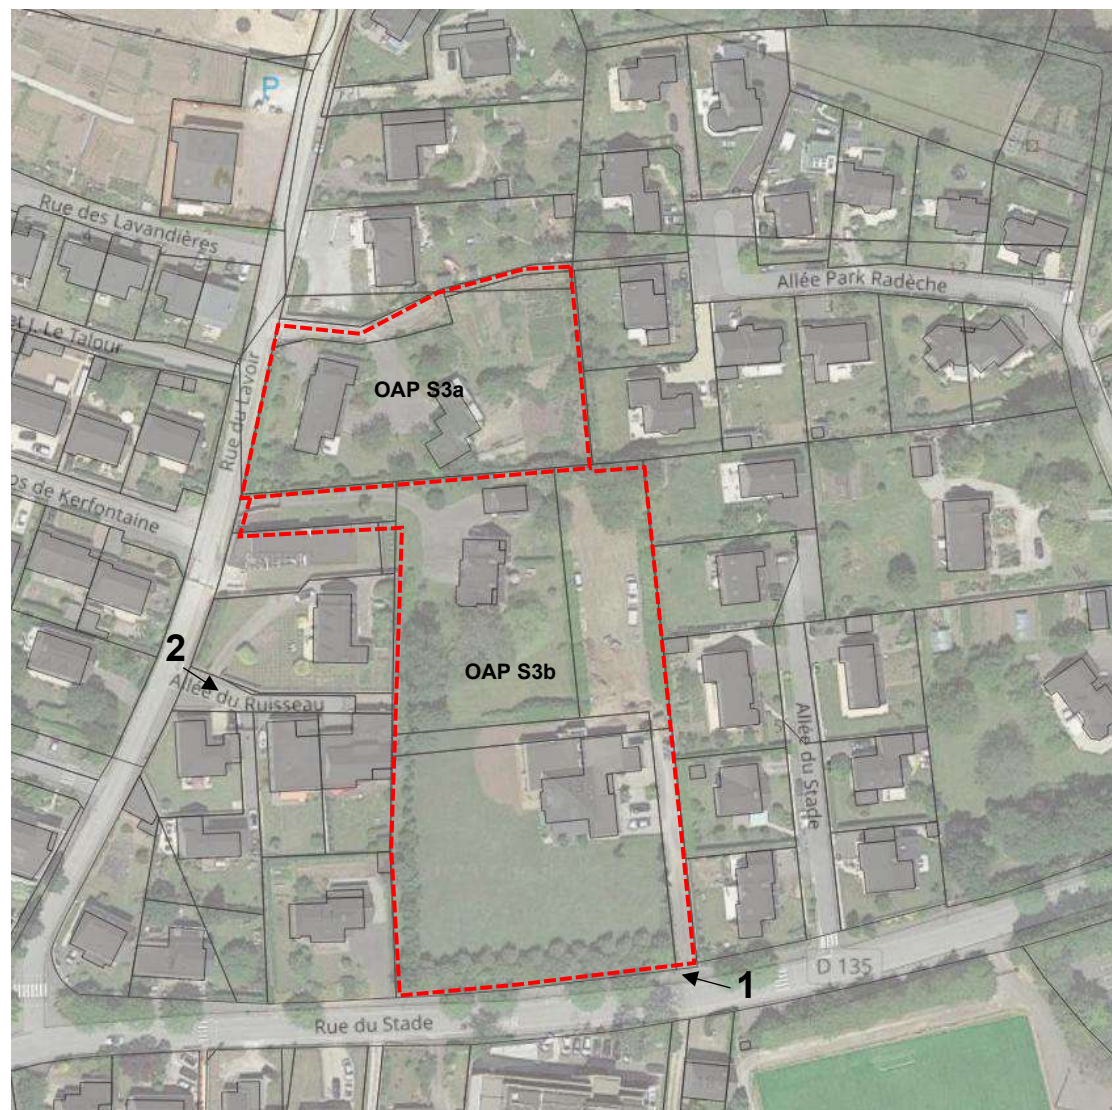 P
Rue des Lavandières
Allée Park Radèche
et J. Le Talour
Rue du Lavoir
OAP S3a
os de Kerfontaine
2
OAP S3b
Allée du Ruisseau
Allée du Stade
D 135
1
Rue du Stade